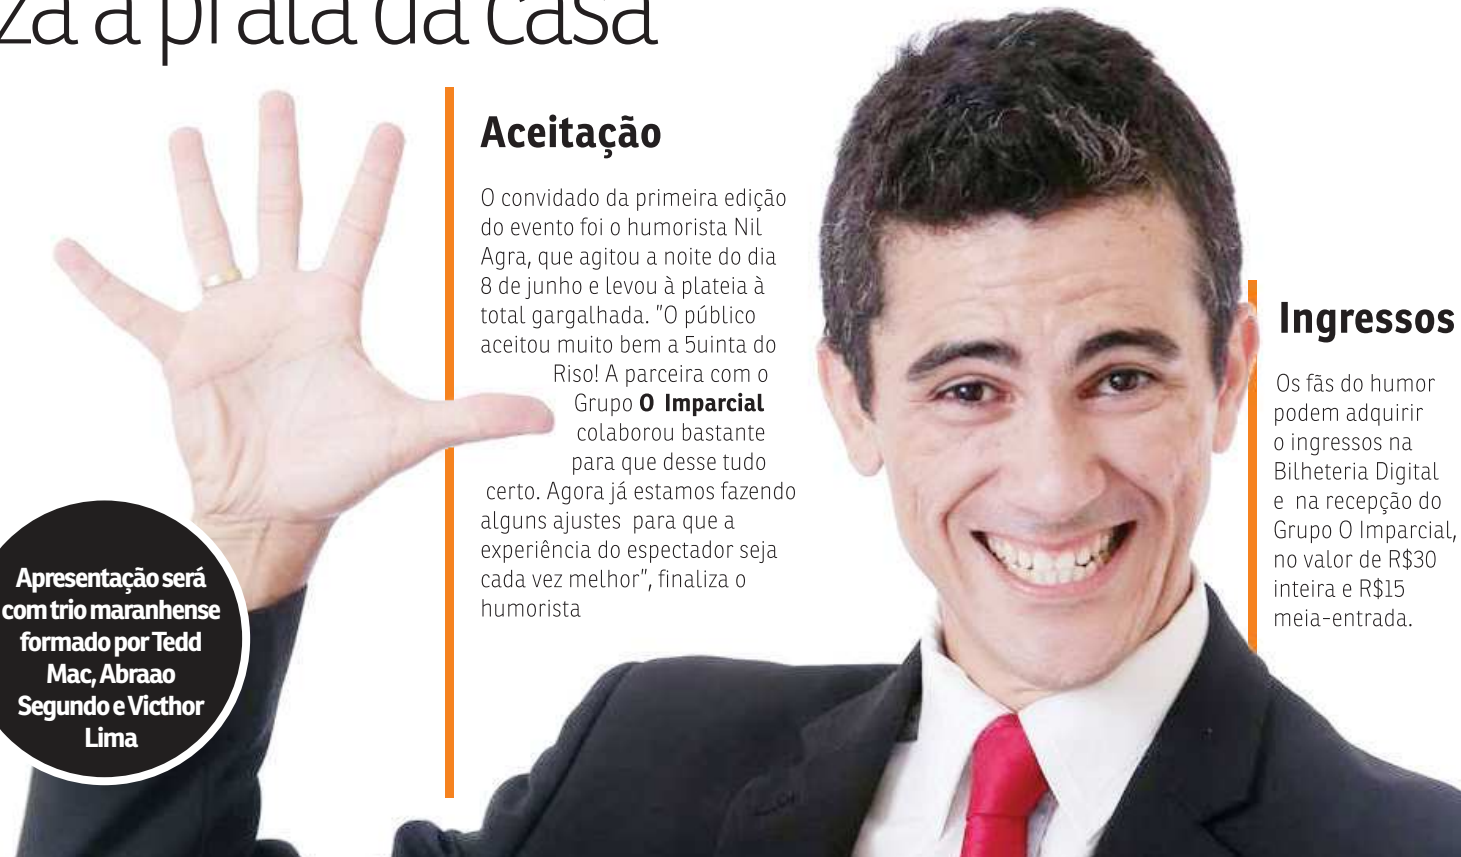 za a prata da casa
Aceitação
O convidado da primeira edição
do evento foi o humorista Nil
Agra, que agitou a noite do dia
8 de junho e levou à plateia à
total gargalhada. "O público
aceitou muito bem a 5uinta do
Riso! A parceira com o
Grupo O Imparcial
colaborou bastante
para que desse tudo
certo. Agora já estamos fazendo
alguns ajustes para que a
experiência do espectador seja
cada vez melhor", finaliza o
humorista
Ingressos
Os fãs do humor
podem adquirir
o ingressos na
Bilheteria Digital
e na recepção do
Grupo O Imparcial,
no valor de R$30
inteira e R$15
meia-entrada.
Apresentação será
com trio maranhense
formado por Tedd
Mac, Abraao
Segundo e Victhor
Lima